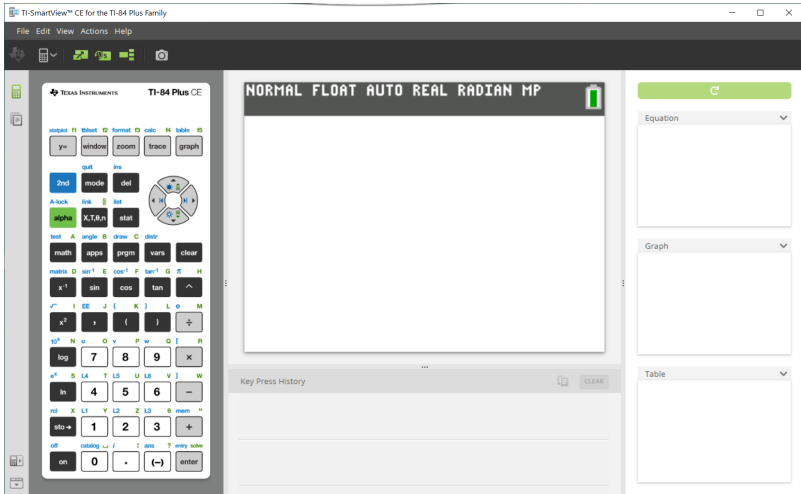 TI-SmartView™ CE for the TI-84 Plus Family
File Edit View Actions Help
TEXAS INSTRUMENTS TI-84 Plus CE
statplot f1 tblset f2 format f3 calc f4 table f5
y= window zoom trace graph
quit ins
2nd mode del
A-lock link list
alpha X,T,θ,n stat
test A angle B draw C distr
math apps prgm vars clear
matrix D sin⁻¹ E cos⁻¹ F tan⁻¹ G π H
x⁻¹ sin cos tan ^
√ I EE J { K } L e M
x² , ( ) ÷
10ˣ N u O v P w Q [ R
log 7 8 9 ×
eˣ S L4 T L5 U L6 V ] W
ln 4 5 6 −
rcl X L1 Y L2 Z L3 θ mem "
sto→ 1 2 3 +
off catalog i : ans ? entry solve
on 0 . (−) enter
NORMAL FLOAT AUTO REAL RADIAN MP
Key Press History CLEAR
Equation
Graph
Table